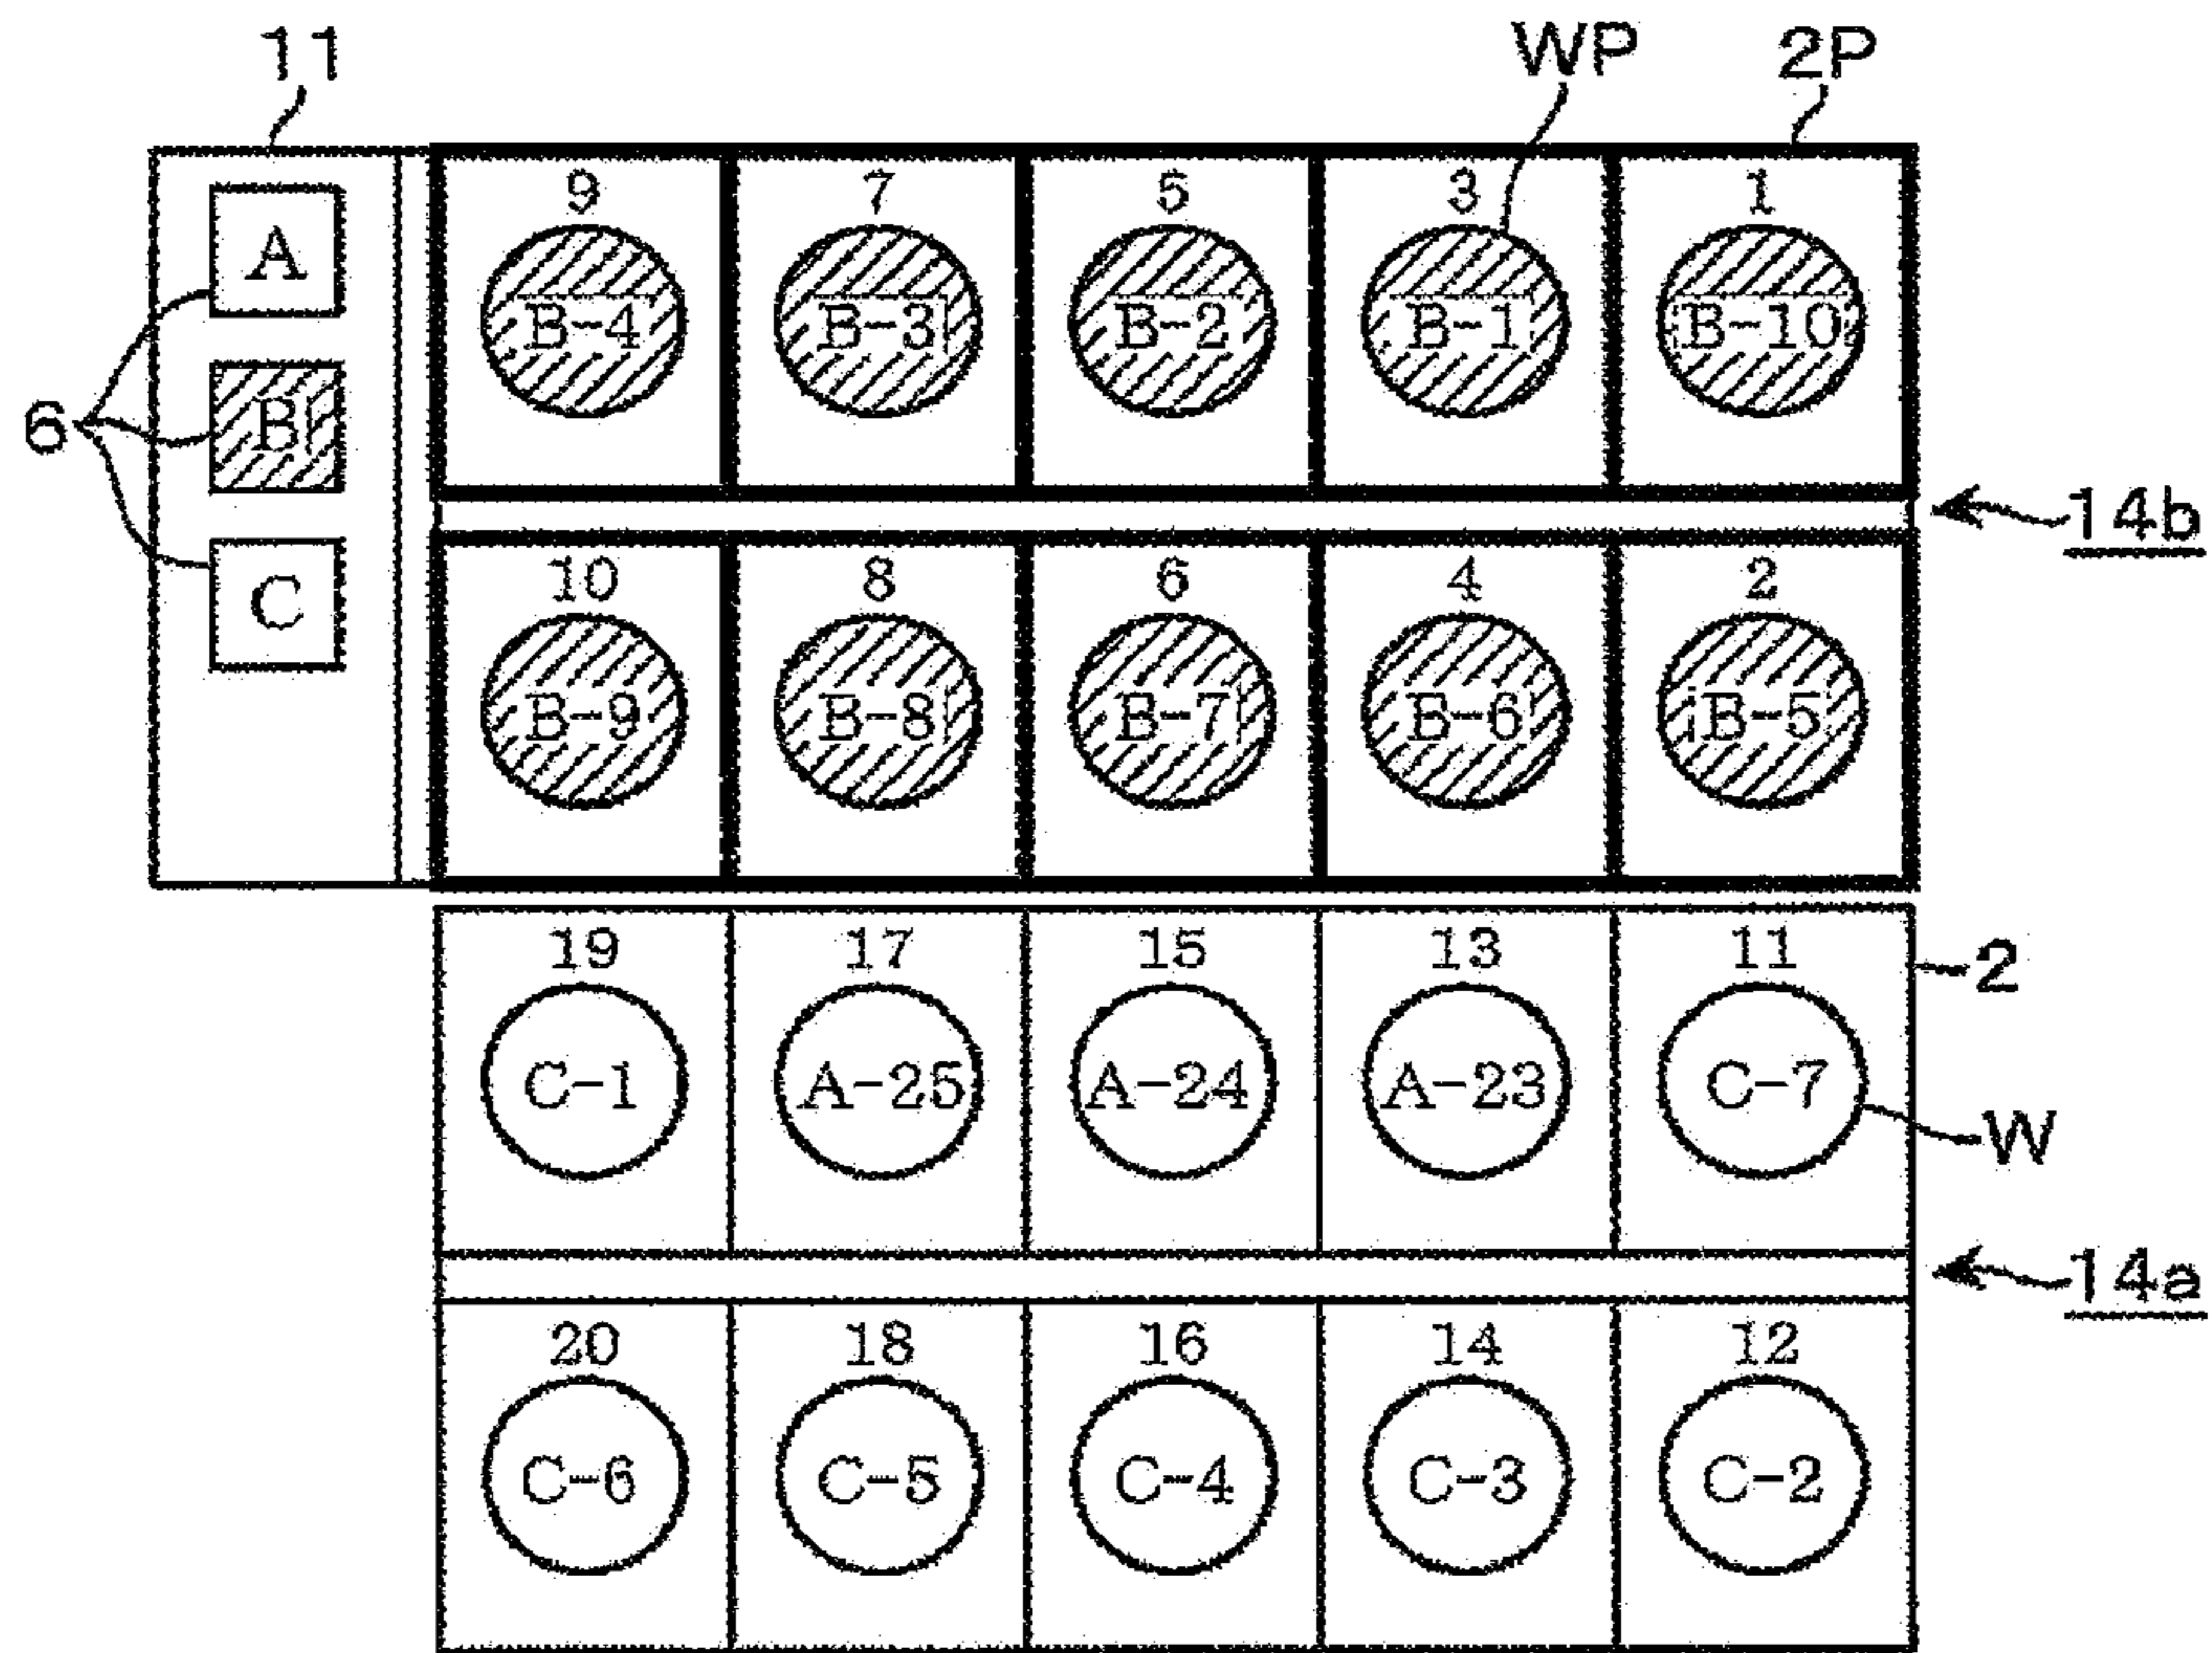 11 WP 2P
A 9 7 5 3 1
B-4 B-3 B-2 B-1 B-10
6 B
14b
C 10 8 6 4 2
B-9 B-8 B-7 B-6 B-5
19 17 15 13 11 2
C-1 A-25 A-24 A-23 C-7
W
14a
20 18 16 14 12
C-6 C-5 C-4 C-3 C-2